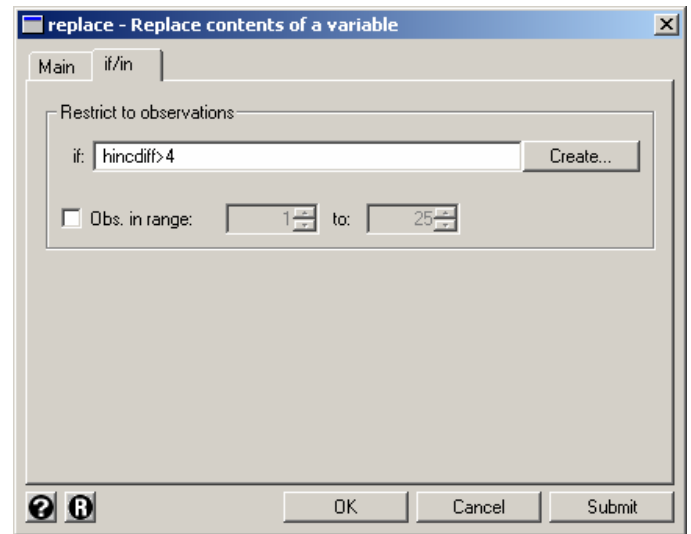 replace - Replace contents of a variable
Main if/in
Restrict to observations
if: hincdiff>4 Create...
Obs. in range: 1 to: 25
? R OK Cancel Submit